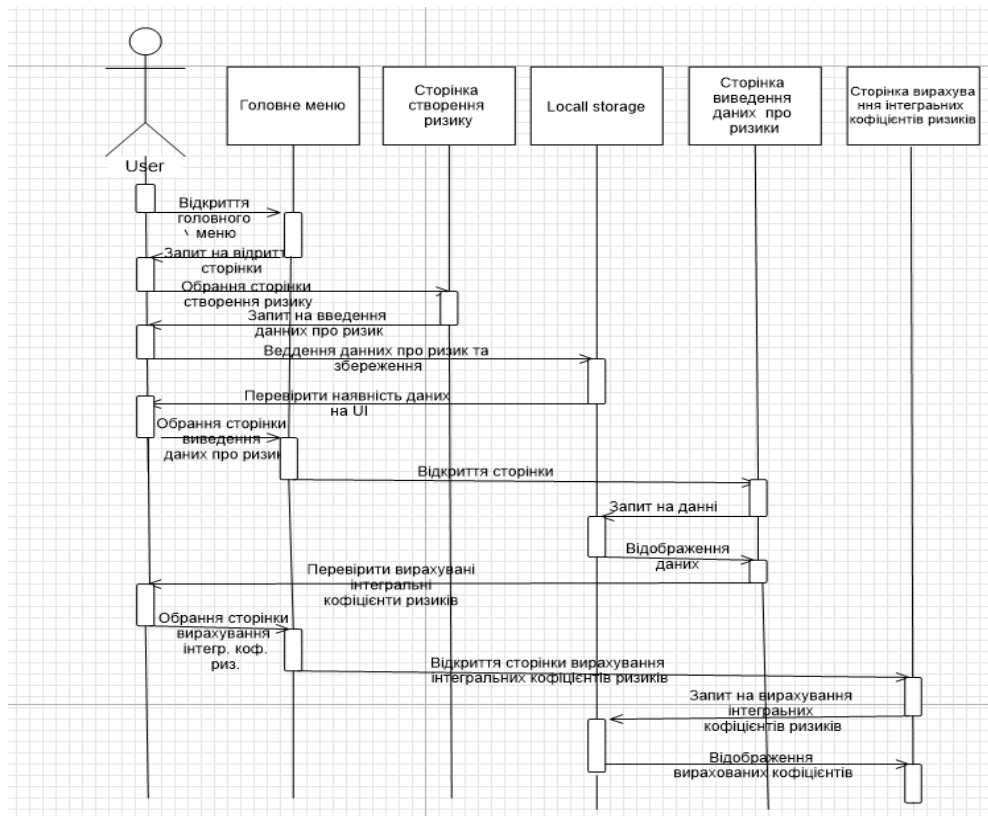 User
Головне меню
Сторінка
створення
ризику
Locall storage
Сторінка
виведення
даних про
ризики
Сторінка вирахува
ння інтеграьних
кофіцієнтів ризиків
Відкриття
головного
меню
Запит на відритт
сторінки
Обрання сторінки
створення ризику
Запит на введення
данних про ризик
Веддення данних про ризик та
збереження
Перевірити наявність даних
на UI
Обрання сторінки
виведення
даних про ризик
Відкриття сторінки
Запит на данні
Відображення
даних
Перевірити вирахувані
інтегральні
кофіцієнти ризиків
Обрання сторінки
вирахування
інтегр. коф.
риз.
Відкриття сторінки вирахування
інтегральних кофіцієнтів ризиків
Запит на вирахування
інтеграьних
кофіцієнтів ризиків
Відображення
вирахованих кофіцієнтів